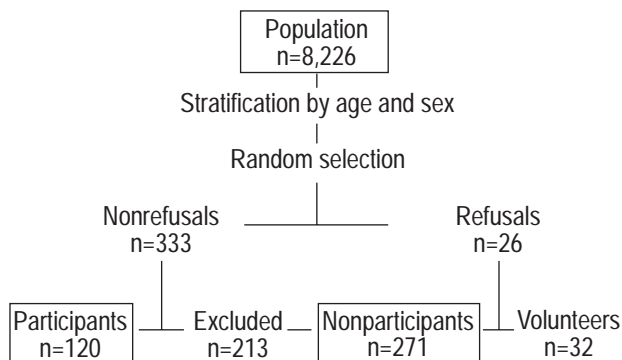 Population
n=8,226
Stratification by age and sex
Random selection
Nonrefusals
n=333
Refusals
n=26
Participants
n=120
Excluded
n=213
Nonparticipants
n=271
Volunteers
n=32